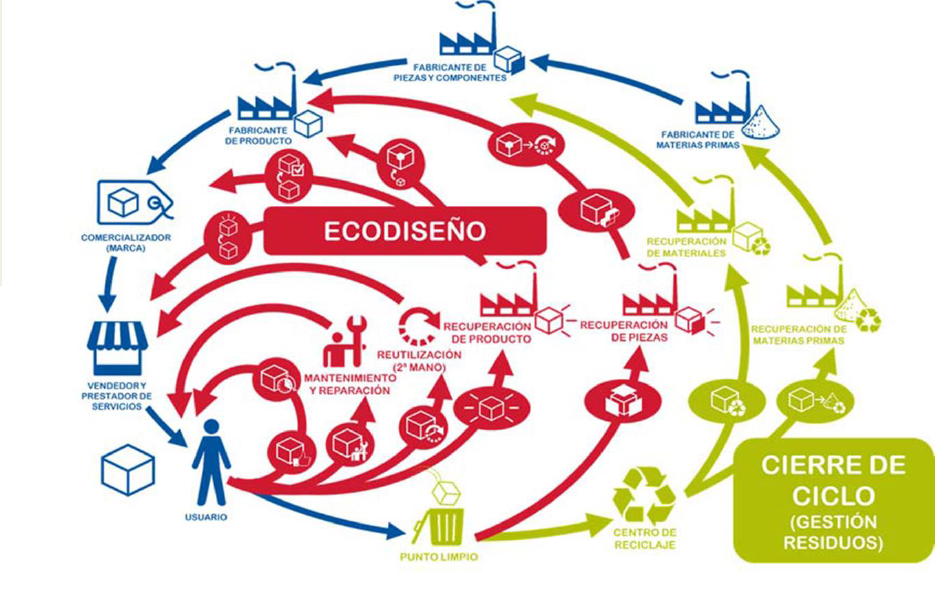 FABRICANTE DE
PIEZAS Y COMPONENTES
FABRICANTE
DE PRODUCTO
FABRICANTE DE
MATERIAS PRIMAS
COMERCIALIZADOR
(MARCA)
ECODISEÑO
RECUPERACIÓN
DE MATERIALES
RECUPERACIÓN
DE PRODUCTO
RECUPERACIÓN
DE PIEZAS
RECUPERACIÓN DE
MATERIAS PRIMAS
REUTILIZACIÓN
(2ª MANO)
MANTENIMIENTO
Y REPARACIÓN
VENDEDOR Y
PRESTADOR DE
SERVICIOS
USUARIO
PUNTO LIMPIO
CENTRO DE
RECICLAJE
CIERRE DE
CICLO
(GESTIÓN
RESIDUOS)